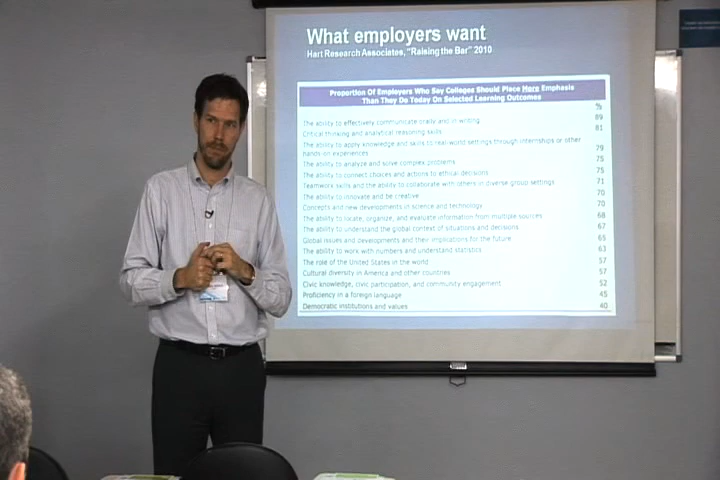 What employers want
Hart Research Associates, "Raising the Bar" 2010
Proportion Of Employers Who Say Colleges Should Place More Emphasis
Than They Do Today On Selected Learning Outcomes
%
The ability to effectively communicate orally and in writing 89
Critical thinking and analytical reasoning skills 81
The ability to apply knowledge and skills to real-world settings through internships or other
hands-on experiences 79
The ability to analyze and solve complex problems 75
The ability to connect choices and actions to ethical decisions 75
Teamwork skills and the ability to collaborate with others in diverse group settings 71
The ability to innovate and be creative 70
Concepts and new developments in science and technology 70
The ability to locate, organize, and evaluate information from multiple sources 68
The ability to understand the global context of situations and decisions 67
Global issues and developments and their implications for the future 65
The ability to work with numbers and understand statistics 63
The role of the United States in the world 57
Cultural diversity in America and other countries 57
Civic knowledge, civic participation, and community engagement 52
Proficiency in a foreign language 45
Democratic institutions and values 40